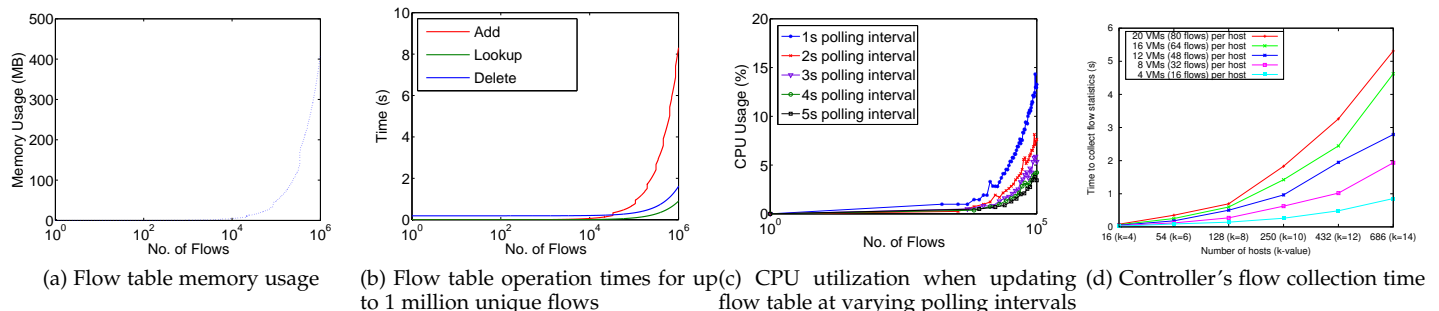 500
400
300
200
100
0
Memory Usage (MB)
10^0 10^2 10^4 10^6
No. of Flows
(a) Flow table memory usage
10
8
6
4
2
0
Time (s)
Add
Lookup
Delete
10^0 10^2 10^4 10^6
No. of Flows
(b) Flow table operation times for up
to 1 million unique flows
20
15
10
5
0
CPU Usage (%)
1s polling interval
2s polling interval
3s polling interval
4s polling interval
5s polling interval
10^0 10^5
No. of Flows
(c) CPU utilization when updating
flow table at varying polling intervals
6
5
4
3
2
1
0
Time to collect flow statistics (s)
20 VMs (80 flows) per host
16 VMs (64 flows) per host
12 VMs (48 flows) per host
8 VMs (32 flows) per host
4 VMs (16 flows) per host
16 (k=4) 54 (k=6) 128 (k=8) 250 (k=10) 432 (k=12) 686 (k=14)
Number of hosts (k-value)
(d) Controller's flow collection time